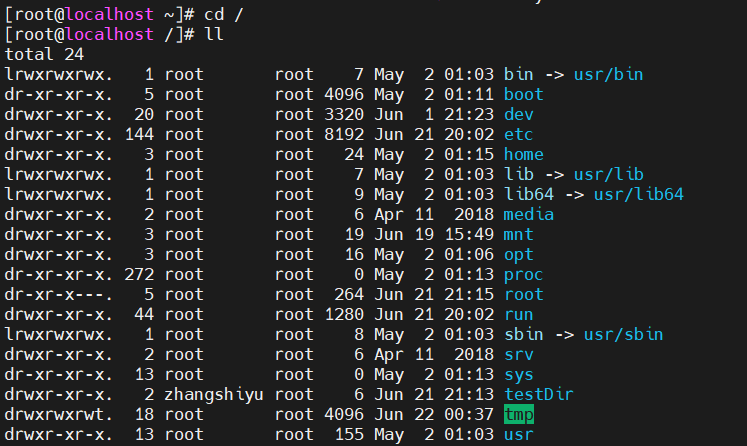 [root@localhost ~]# cd /
[root@localhost /]# ll
total 24
lrwxrwxrwx.   1 root       root    7 May  2 01:03 bin -> usr/bin
dr-xr-xr-x.   5 root       root 4096 May  2 01:11 boot
drwxr-xr-x.  20 root       root 3320 Jun  1 21:23 dev
drwxr-xr-x. 144 root       root 8192 Jun 21 20:02 etc
drwxr-xr-x.   3 root       root   24 May  2 01:15 home
lrwxrwxrwx.   1 root       root    7 May  2 01:03 lib -> usr/lib
lrwxrwxrwx.   1 root       root    9 May  2 01:03 lib64 -> usr/lib64
drwxr-xr-x.   2 root       root    6 Apr 11  2018 media
drwxr-xr-x.   3 root       root   19 Jun 19 15:49 mnt
drwxr-xr-x.   3 root       root   16 May  2 01:06 opt
dr-xr-xr-x. 272 root       root    0 May  2 01:13 proc
dr-xr-x---.   5 root       root  264 Jun 21 21:15 root
drwxr-xr-x.  44 root       root 1280 Jun 21 20:02 run
lrwxrwxrwx.   1 root       root    8 May  2 01:03 sbin -> usr/sbin
drwxr-xr-x.   2 root       root    6 Apr 11  2018 srv
dr-xr-xr-x.  13 root       root    0 May  2 01:13 sys
drwxr-xr-x.   2 zhangshiyu root    6 Jun 21 21:13 testDir
drwxrwxrwt.  18 root       root 4096 Jun 22 00:37 tmp
drwxr-xr-x.  13 root       root  155 May  2 01:03 usr